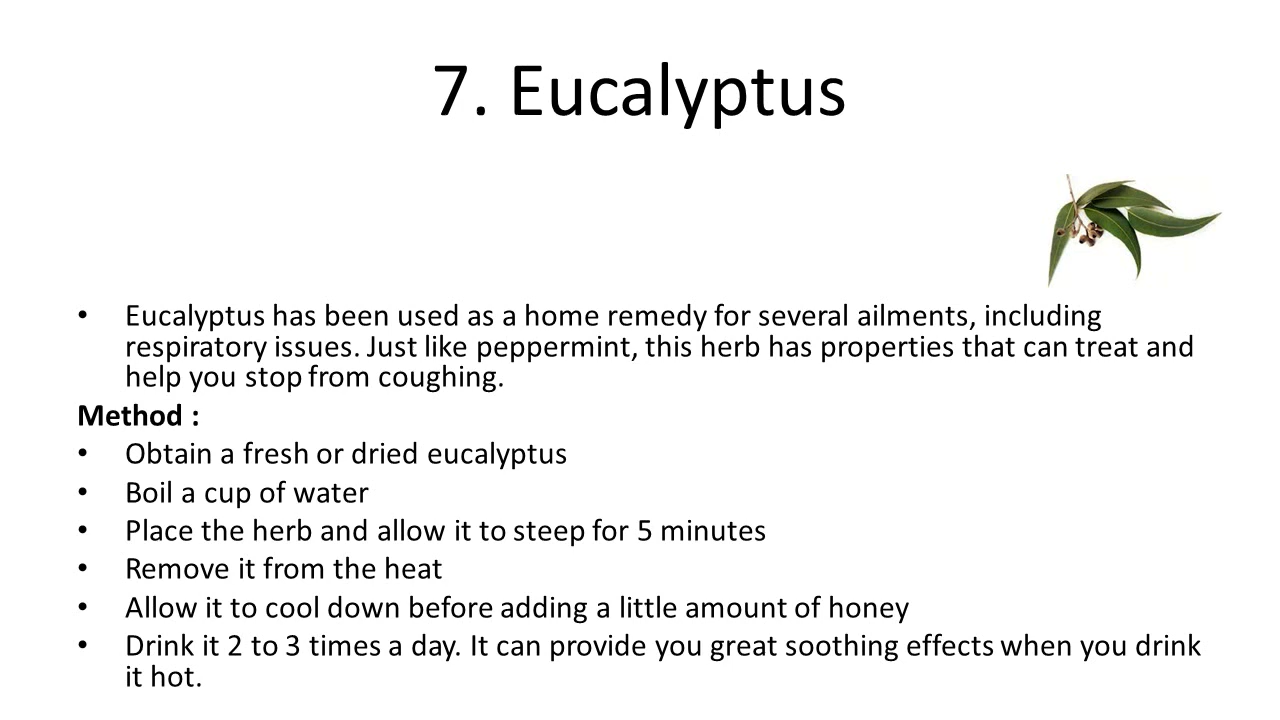 7. Eucalyptus
• Eucalyptus has been used as a home remedy for several ailments, including
respiratory issues. Just like peppermint, this herb has properties that can treat and
help you stop from coughing.
Method :
• Obtain a fresh or dried eucalyptus
• Boil a cup of water
• Place the herb and allow it to steep for 5 minutes
• Remove it from the heat
• Allow it to cool down before adding a little amount of honey
• Drink it 2 to 3 times a day. It can provide you great soothing effects when you drink
it hot.